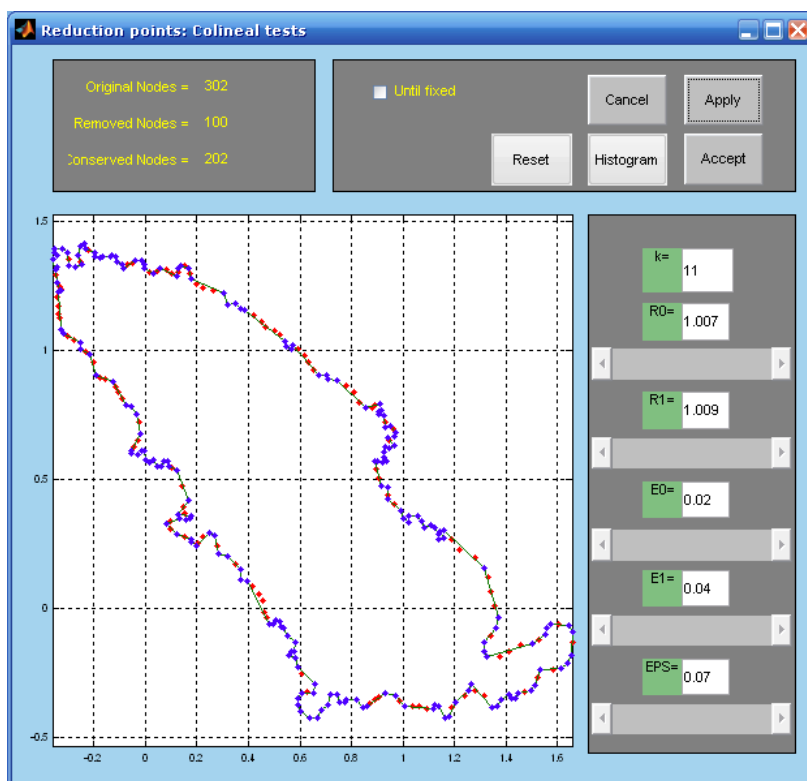 Reduction points: Colineal tests
Original Nodes = 302
Removed Nodes = 100
Conserved Nodes = 202
Until fixed
Cancel
Apply
Reset
Histogram
Accept
1.5
1
0.5
0
-0.5
-0.2
0
0.2
0.4
0.6
0.8
1
1.2
1.4
1.6
k=
11
R0=
1.007
R1=
1.009
E0=
0.02
E1=
0.04
EPS=
0.07